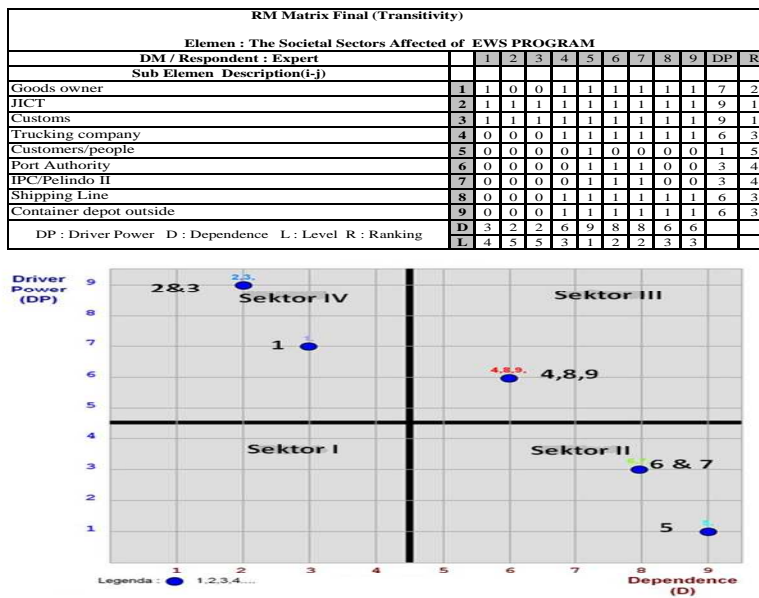 RM Matrix Final (Transitivity)
Elemen : The Societal Sectors Affected of EWS PROGRAM
DM / Respondent : Expert 1 2 3 4 5 6 7 8 9 DP R
Sub Elemen Description(i-j)
Goods owner 1 1 0 0 1 1 1 1 1 1 7 2
JICT 2 1 1 1 1 1 1 1 1 1 9 1
Customs 3 1 1 1 1 1 1 1 1 1 9 1
Trucking company 4 0 0 0 1 1 1 1 1 1 6 3
Customers/people 5 0 0 0 0 1 0 0 0 0 1 5
Port Authority 6 0 0 0 0 1 1 1 0 0 3 4
IPC/Pelindo II 7 0 0 0 0 1 1 1 0 0 3 4
Shipping Line 8 0 0 0 1 1 1 1 1 1 6 3
Container depot outside 9 0 0 0 1 1 1 1 1 1 6 3
DP : Driver Power D : Dependence L : Level R : Ranking D 3 2 2 6 9 8 8 6 6
L 4 5 5 3 1 2 2 3 3
Driver
Power
(DP)
9
8
7
6
5
4
3
2
1
2&3
2,3.
Sektor IV
Sektor III
1
4,8,9.
4,8,9
Sektor I
Sektor II
6 & 7
5
1 2 3 4 5 6 7 8 9
Legenda : 1,2,3,4....
Dependence
(D)